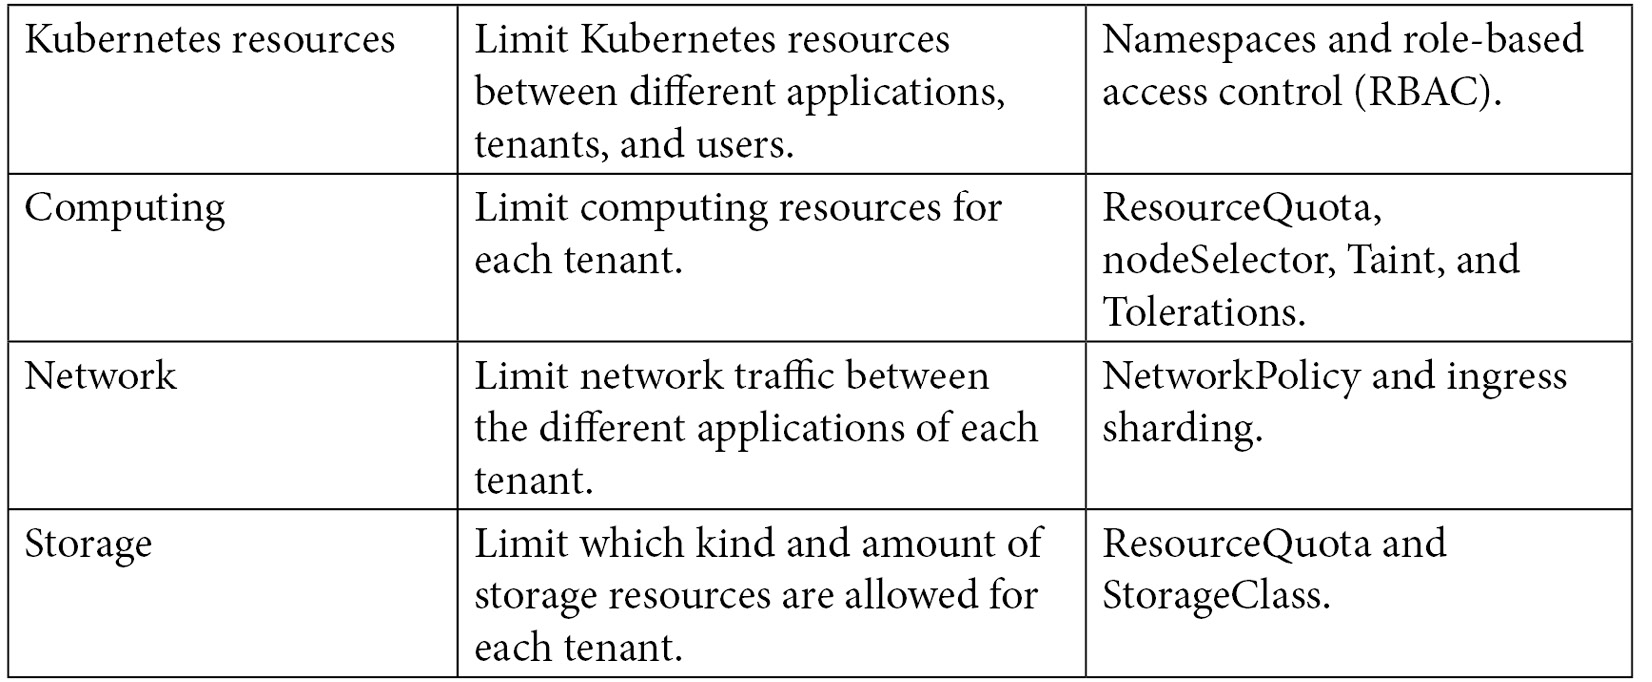 Kubernetes resources
Limit Kubernetes resources
between different applications,
tenants, and users.
Namespaces and role-based
access control (RBAC).
Computing
Limit computing resources for
each tenant.
ResourceQuota,
nodeSelector, Taint, and
Tolerations.
Network
Limit network traffic between
the different applications of each
tenant.
NetworkPolicy and ingress
sharding.
Storage
Limit which kind and amount of
storage resources are allowed for
each tenant.
ResourceQuota and
StorageClass.